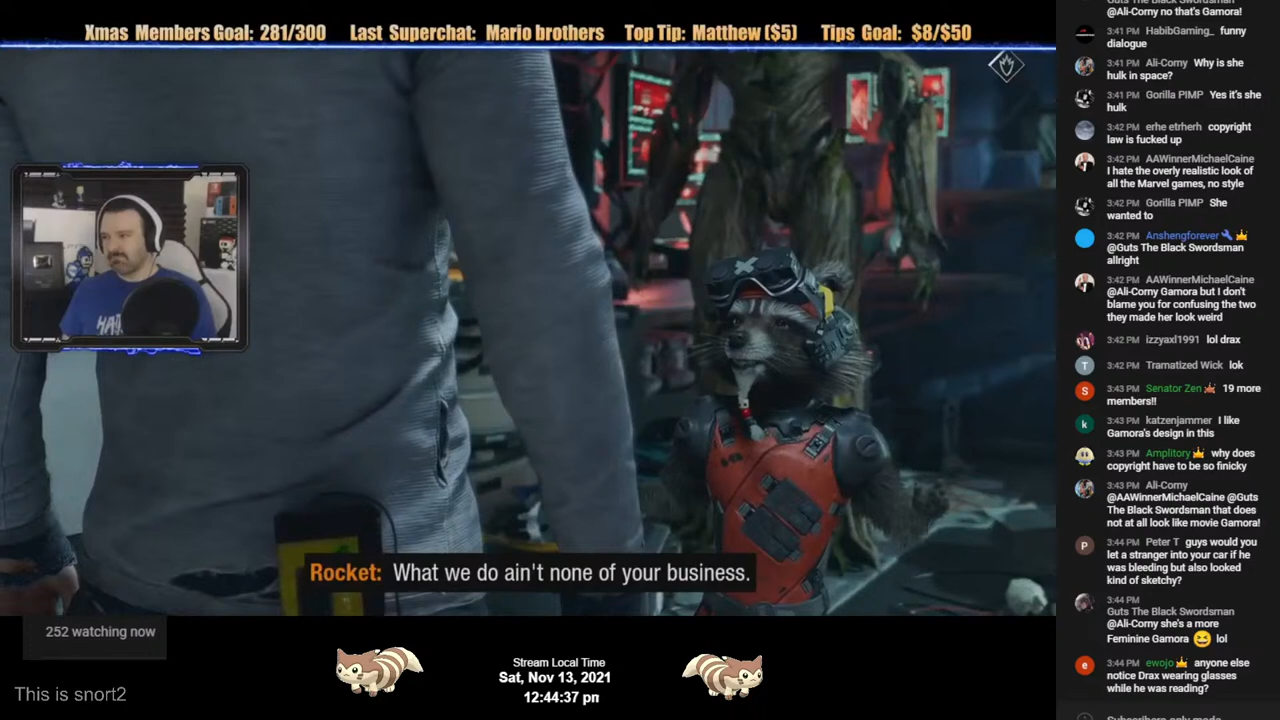 Xmas Members Goal: 281/300 Last Superchat: Mario brothers Top Tip: Matthew ($5) Tips Goal: $8/$50
Rocket: What we do ain't none of your business.
252 watching now
This is snort2
Stream Local Time
Sat, Nov 13, 2021
12:44:37 pm
@Ali-Corny no that's Gamora!
3:41 PM HabibGaming_ funny
dialogue
3:41 PM Ali-Corny Why is she
hulk in space?
3:41 PM Gorilla PIMP Yes it's she
hulk
3:42 PM erhe etrherh copyright
law is fucked up
3:42 PM AAWinnerMichaelCaine
I hate the overly realistic look of
all the Marvel games, no style
3:42 PM Gorilla PIMP She
wanted to
3:42 PM Anshengforever
@Guts The Black Swordsman
allright
3:42 PM AAWinnerMichaelCaine
@Ali-Corny Gamora but I don't
blame you for confusing the two
they made her look weird
3:42 PM izzyaxl1991 lol drax
3:42 PM Tramatized Wick lok
3:43 PM Senator Zen 19 more
members!!
3:43 PM katzenjammer I like
Gamora's design in this
3:43 PM Amplitory why does
copyright have to be so finicky
3:43 PM Ali-Corny
@AAWinnerMichaelCaine @Guts
The Black Swordsman that does
not at all look like movie Gamora!
3:44 PM Peter T guys would you
let a stranger into your car if he
was bleeding but also looked
kind of sketchy?
3:44 PM
Guts The Black Swordsman
@Ali-Corny she's a more
Feminine Gamora lol
3:44 PM ewojo anyone else
notice Drax wearing glasses
while he was reading?